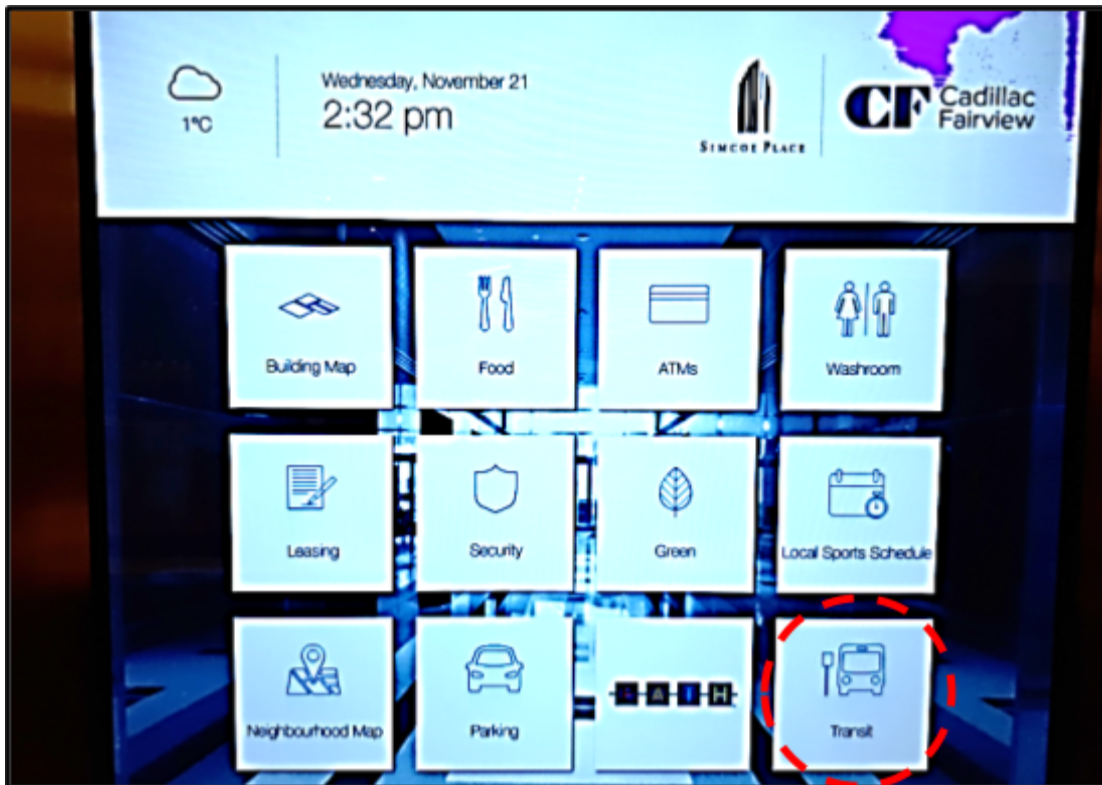 1°C
Wednesday, November 21
2:32 pm
SIMCOE PLACE
CF Cadillac
Fairview
Building Map
Food
ATMs
Washroom
Leasing
Security
Green
Local Sports Schedule
Neighbourhood Map
Parking
PATH
Transit